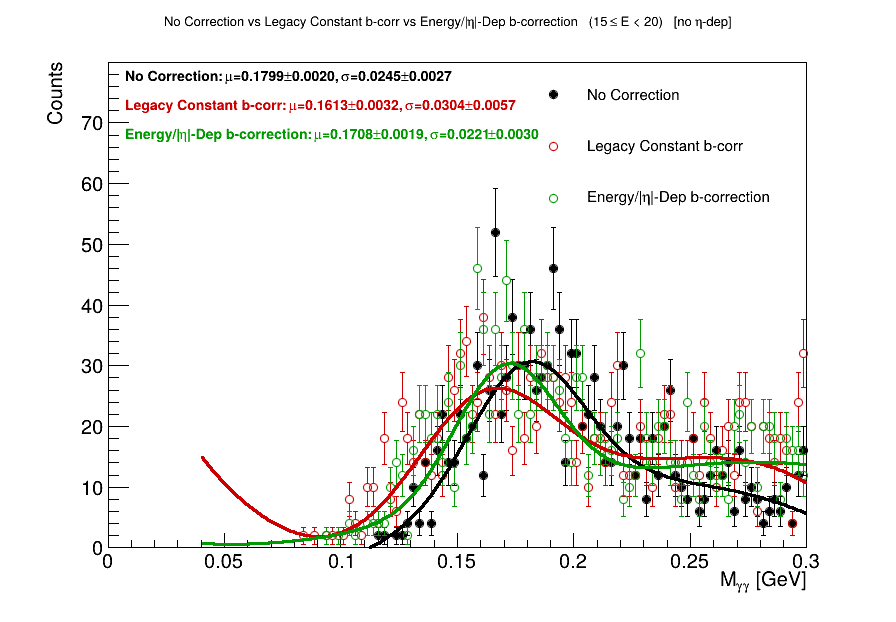 No Correction vs Legacy Constant b-corr vs Energy/|η|-Dep b-correction (15 ≤ E < 20) [no η-dep]
Counts
No Correction: μ=0.1799±0.0020, σ=0.0245±0.0027
Legacy Constant b-corr: μ=0.1613±0.0032, σ=0.0304±0.0057
Energy/|η|-Dep b-correction: μ=0.1708±0.0019, σ=0.0221±0.0030
No Correction
Legacy Constant b-corr
Energy/|η|-Dep b-correction
70
60
50
40
30
20
10
0
0 0.05 0.1 0.15 0.2 0.25 0.3
M_γγ [GeV]